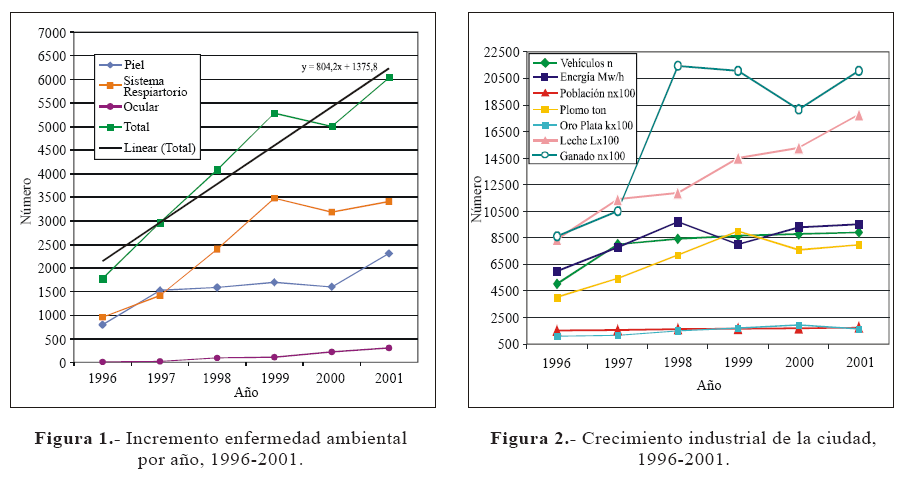 7000
6500
6000
5500
5000
4500
4000
3500
3000
2500
2000
1500
1000
500
0
Número
Piel
Sistema
Respiartorio
Ocular
Total
Linear (Total)
y = 804,2x + 1375,8
1996 1997 1998 1999 2000 2001
Año
Figura 1.- Incremento enfermedad ambiental
por año, 1996-2001.
22500
20500
18500
16500
14500
12500
10500
8500
6500
4500
2500
500
Número
Vehículos n
Energía Mw/h
Población nx100
Plomo ton
Oro Plata kx100
Leche Lx100
Ganado nx100
1996 1997 1998 1999 2000 2001
Año
Figura 2.- Crecimiento industrial de la ciudad,
1996-2001.